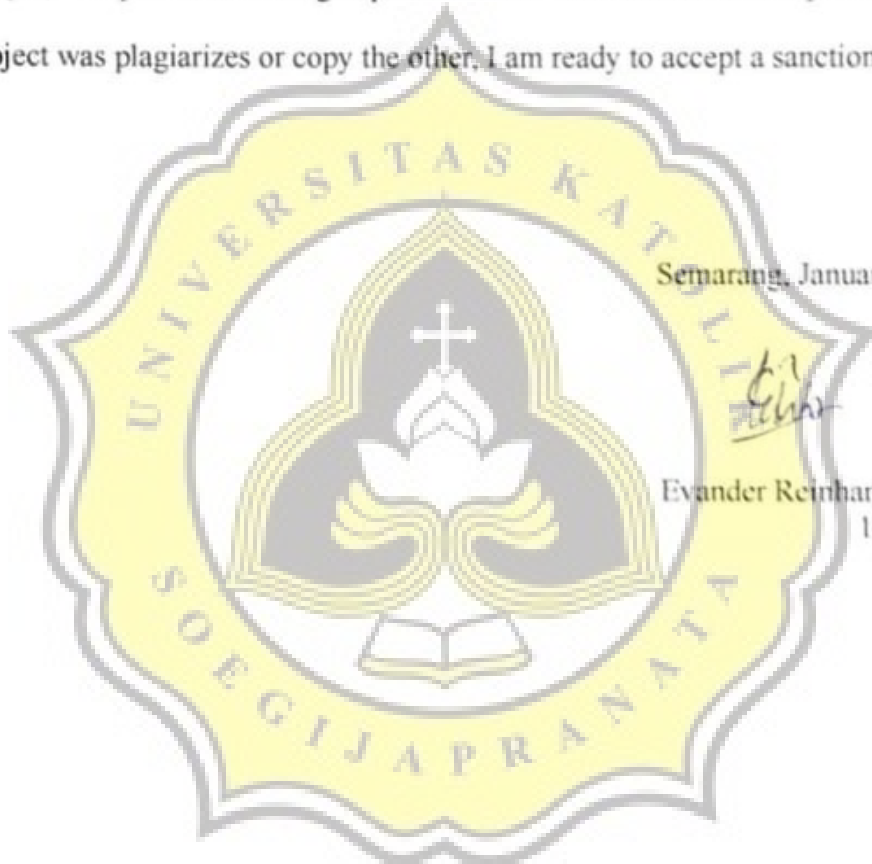 oject was plagiarizes or copy the other, I am ready to accept a sanction
UNIVERSITAS KATOLIK
Semarang, Januar
Evander Reinhar
1
SOEGIJAPRANATA